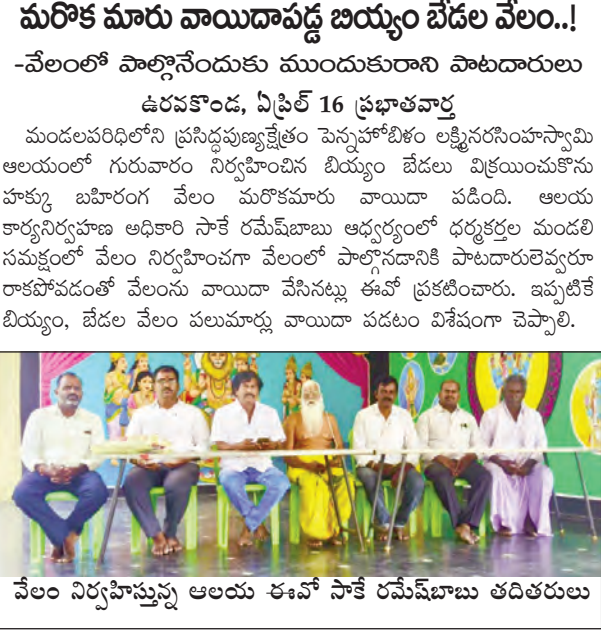 మరొక మారు వాయిదాపడ్డ బియ్యం బేడల వేలం..!
-వేలంలో పాల్గొనేందుకు ముందుకురాని పాటదారులు
ఉరవకొండ, ఏప్రిల్ 16 ప్రభాతవార్త
మండలపరిధిలోని ప్రసిద్ధపుణ్యక్షేత్రం పెన్నహోబిళం లక్ష్మినరసింహస్వామి
ఆలయంలో గురువారం నిర్వహించిన బియ్యం బేడలు విక్రయించుకొను
హక్కు బహిరంగ వేలం మరొకమారు వాయిదా పడింది. ఆలయ
కార్యనిర్వహణ అధికారి సాకే రమేష్‌బాబు ఆధ్వర్యంలో ధర్మకర్తల మండలి
సమక్షంలో వేలం నిర్వహించగా వేలంలో పాల్గొనడానికి పాటదారులెవ్వరూ
రాకపోవడంతో వేలంను వాయిదా వేసినట్లు ఈవో ప్రకటించారు. ఇప్పటికే
బియ్యం, బేడల వేలం పలుమార్లు వాయిదా పడటం విశేషంగా చెప్పాలి.
వేలం నిర్వహిస్తున్న ఆలయ ఈవో సాకే రమేష్‌బాబు తదితరులు